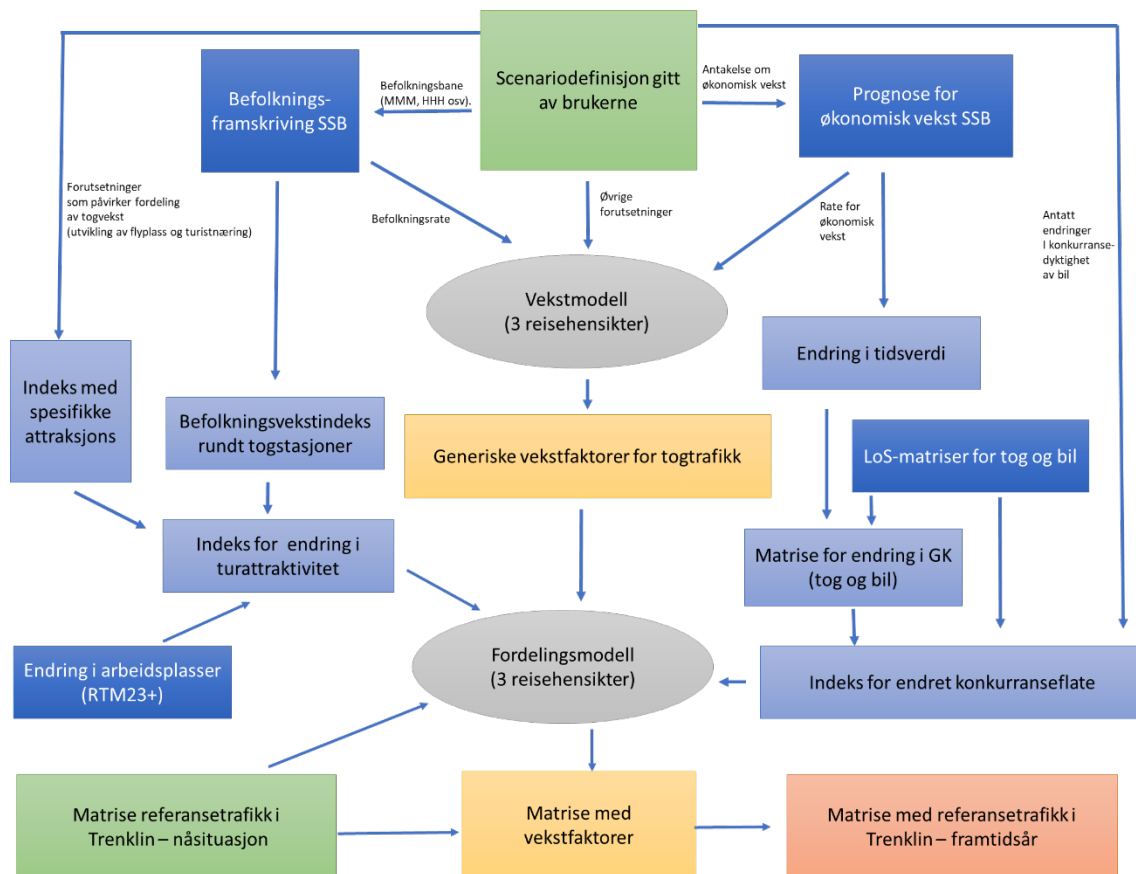 Scenariodefinisjon gitt
av brukerne
Befolknings-
framskriving SSB
Befolkningsbane
(MMM, HHH osv).
Antakelse om
økonomisk vekst
Prognose for
økonomisk vekst SSB
Forutsetninger
som påvirker fordeling
av togvekst
(utvikling av flyplass og turistnæring)
Befolkningsrate
Øvrige
forutsetninger
Rate for
økonomisk
vekst
Antatt
endringer
I konkurranse-
dyktighet
av bil
Vekstmodell
(3 reisehensikter)
Endring i tidsverdi
Indeks med
spesifikke
attraksjons
Befolkningsvekstindeks
rundt togstasjoner
Generiske vekstfaktorer for togtrafikk
LoS-matriser for tog og bil
Indeks for endring i
turattraktivitet
Matrise for endring i GK
(tog og bil)
Endring i arbeidsplasser
(RTM23+)
Fordelingsmodell
(3 reisehensikter)
Indeks for endret konkurranseflate
Matrise referansetrafikk i
Trenklin – nåsituasjon
Matrise med
vekstfaktorer
Matrise med referansetrafikk i
Trenklin – framtidsår